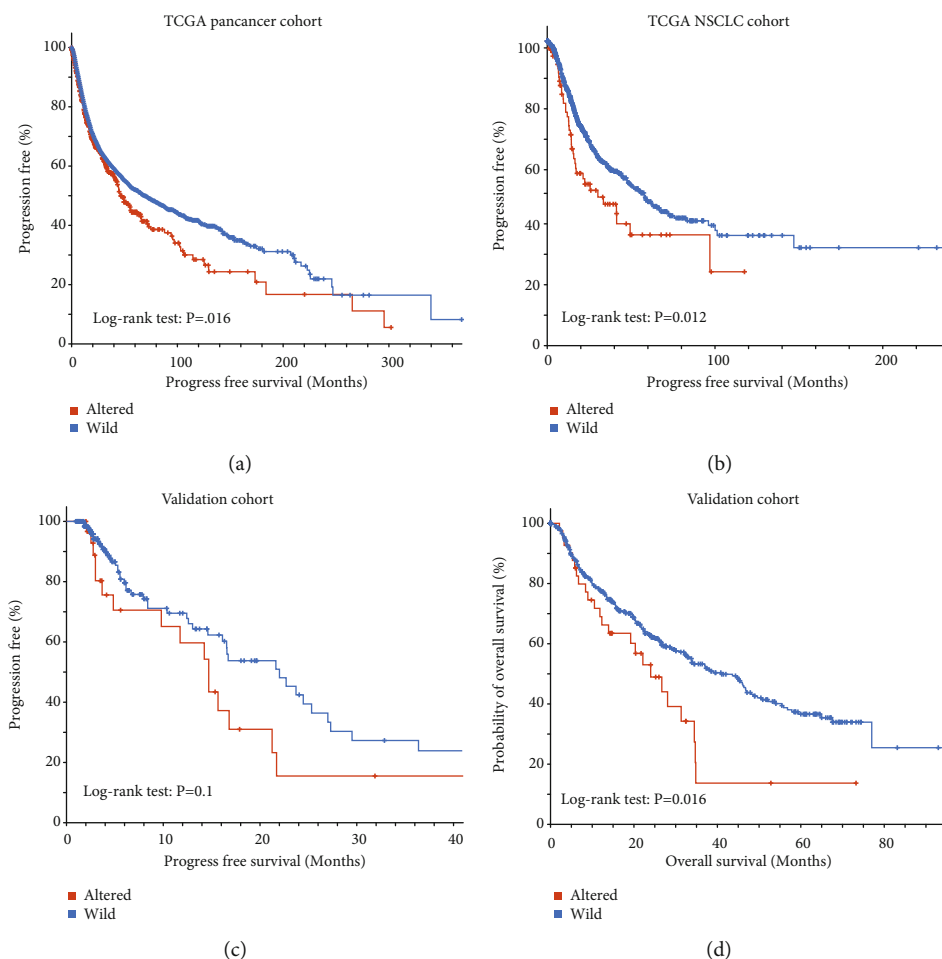 TCGA pancancer cohort
100
80
60
40
20
0
Progression free (%)
Log-rank test: P=.016
0
100
200
300
Progress free survival (Months)
Altered
Wild
(a)
TCGA NSCLC cohort
100
80
60
40
20
0
Progression free (%)
Log-rank test: P=0.012
0
100
200
Progress free survival (Months)
Altered
Wild
(b)
Validation cohort
100
80
60
40
20
0
Progression free (%)
Log-rank test: P=0.1
0
10
20
30
40
Progress free survival (Months)
Altered
Wild
(c)
Validation cohort
100
80
60
40
20
0
Probability of overall survival (%)
Log-rank test: P=0.016
0
20
40
60
80
Overall survival (Months)
Altered
Wild
(d)